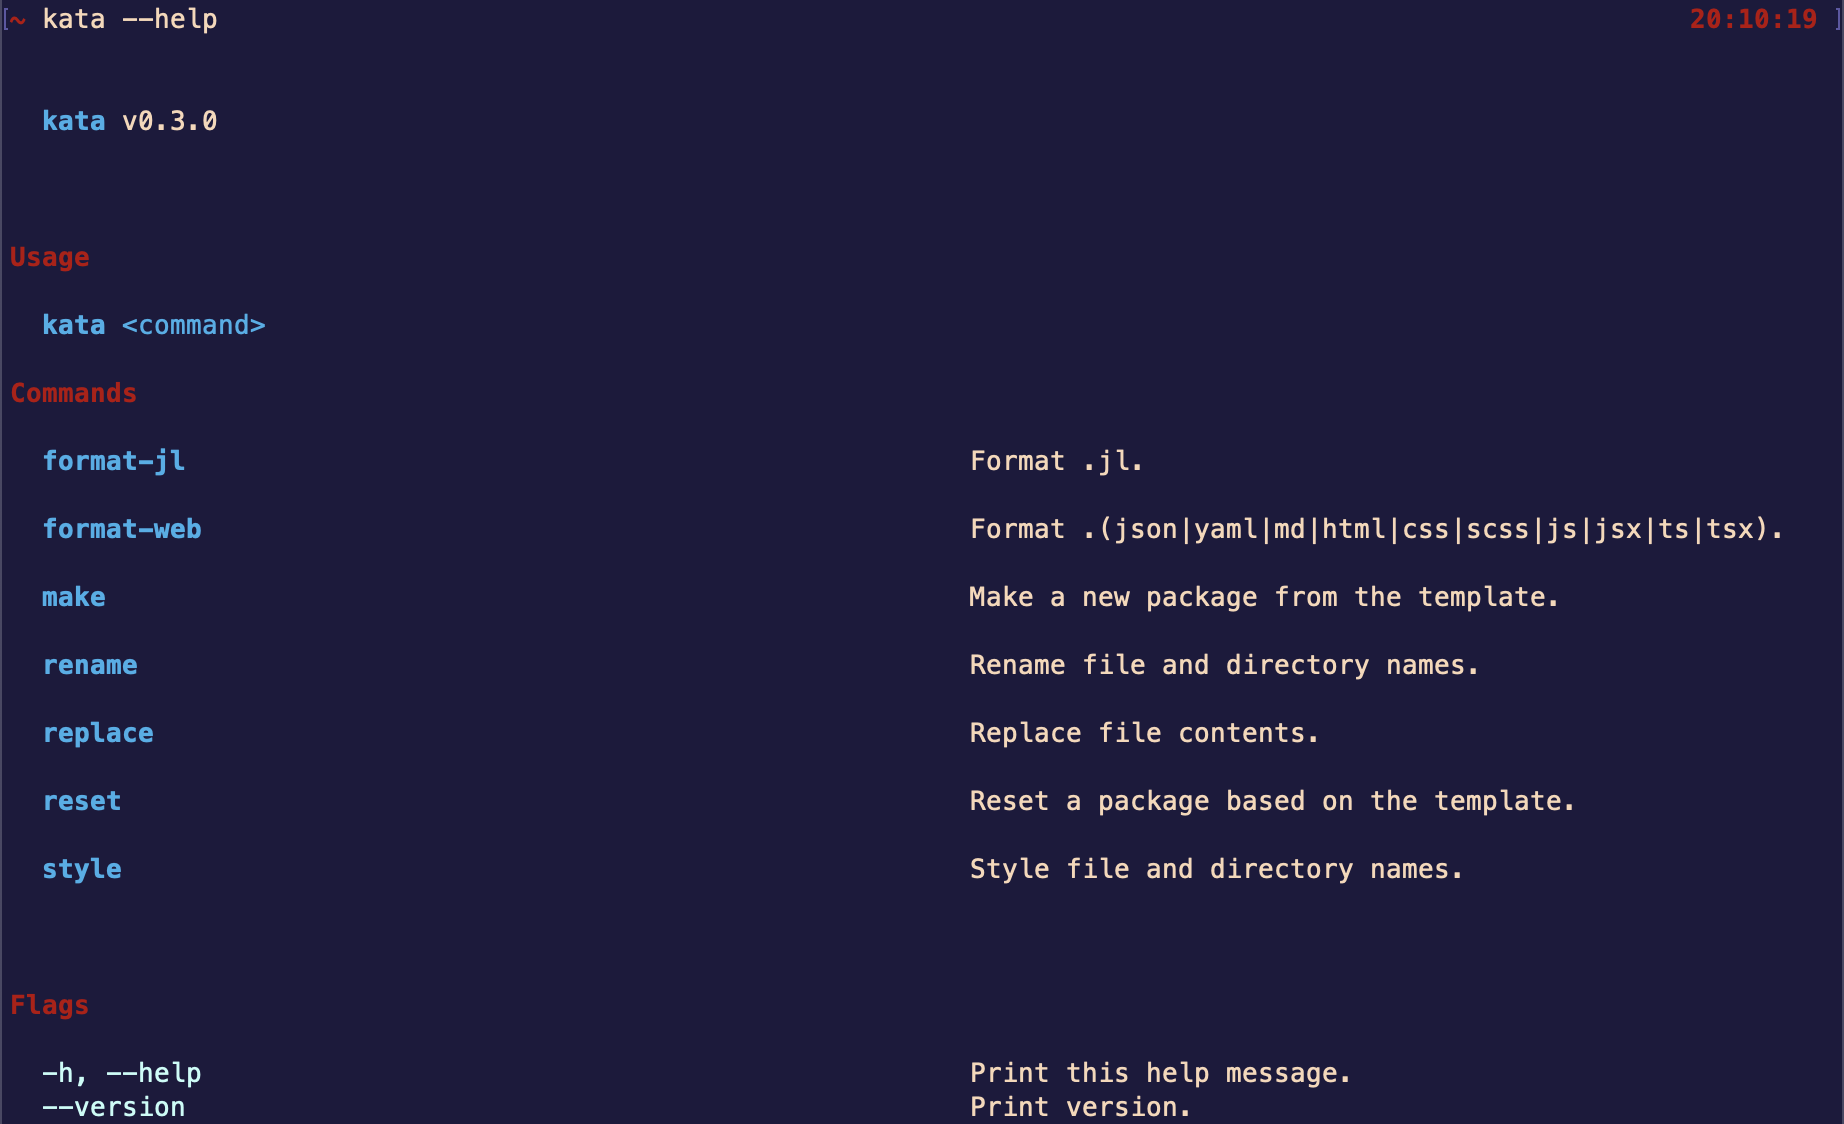 [~ kata --help 20:10:19 ]
kata v0.3.0
Usage
kata <command>
Commands
format-jl Format .jl.
format-web Format .(json|yaml|md|html|css|scss|js|jsx|ts|tsx).
make Make a new package from the template.
rename Rename file and directory names.
replace Replace file contents.
reset Reset a package based on the template.
style Style file and directory names.
Flags
-h, --help Print this help message.
--version Print version.